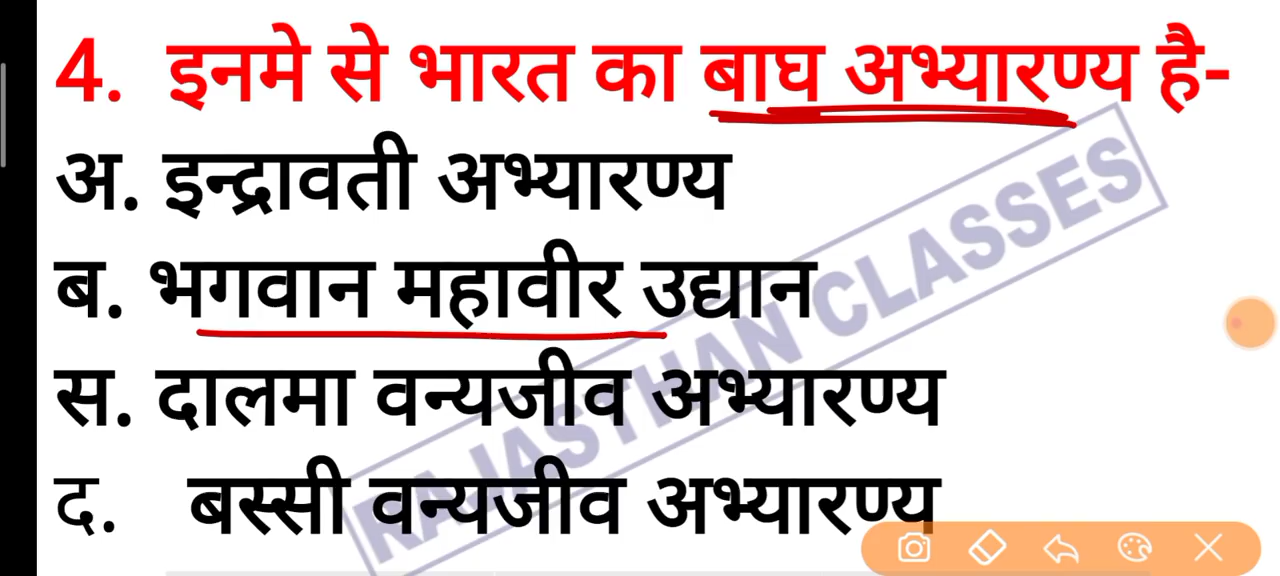 4. इनमे से भारत का बाघ अभ्यारण्य है-
अ. इन्द्रावती अभ्यारण्य
ब. भगवान महावीर उद्यान
स. दालमा वन्यजीव अभ्यारण्य
द. बस्सी वन्यजीव अभ्यारण्य
RAJASTHAN CLASSES